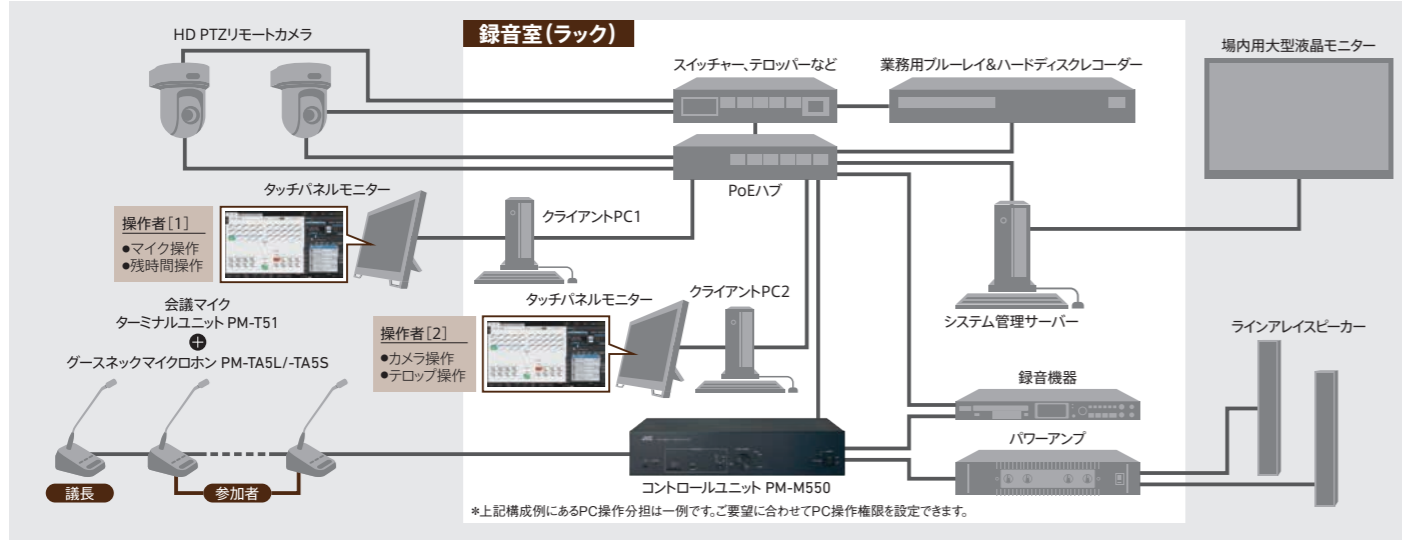 録音室(ラック)
HD PTZリモートカメラ
スイッチャー、テロッパーなど
業務用ブルーレイ&ハードディスクレコーダー
場内用大型液晶モニター
PoEハブ
タッチパネルモニター
操作者[1]
●マイク操作
●残時間操作
クライアントPC1
会議マイク
ターミナルユニット PM-T51
+
グースネックマイクロホン PM-TA5L/-TA5S
タッチパネルモニター
クライアントPC2
操作者[2]
●カメラ操作
●テロップ操作
システム管理サーバー
ラインアレイスピーカー
録音機器
パワーアンプ
JVC
コントロールユニット PM-M550
議長
参加者
*上記構成例にあるPC操作分担は一例です。ご要望に合わせてPC操作権限を設定できます。